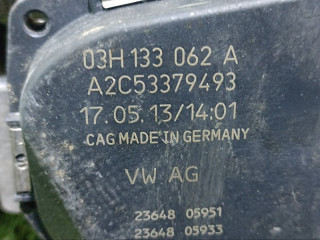 03H 133 062 A
A2C53379493
17.05.13/14:01
CAG MADE IN GERMANY
VW AG
23648 05951
23648 05933